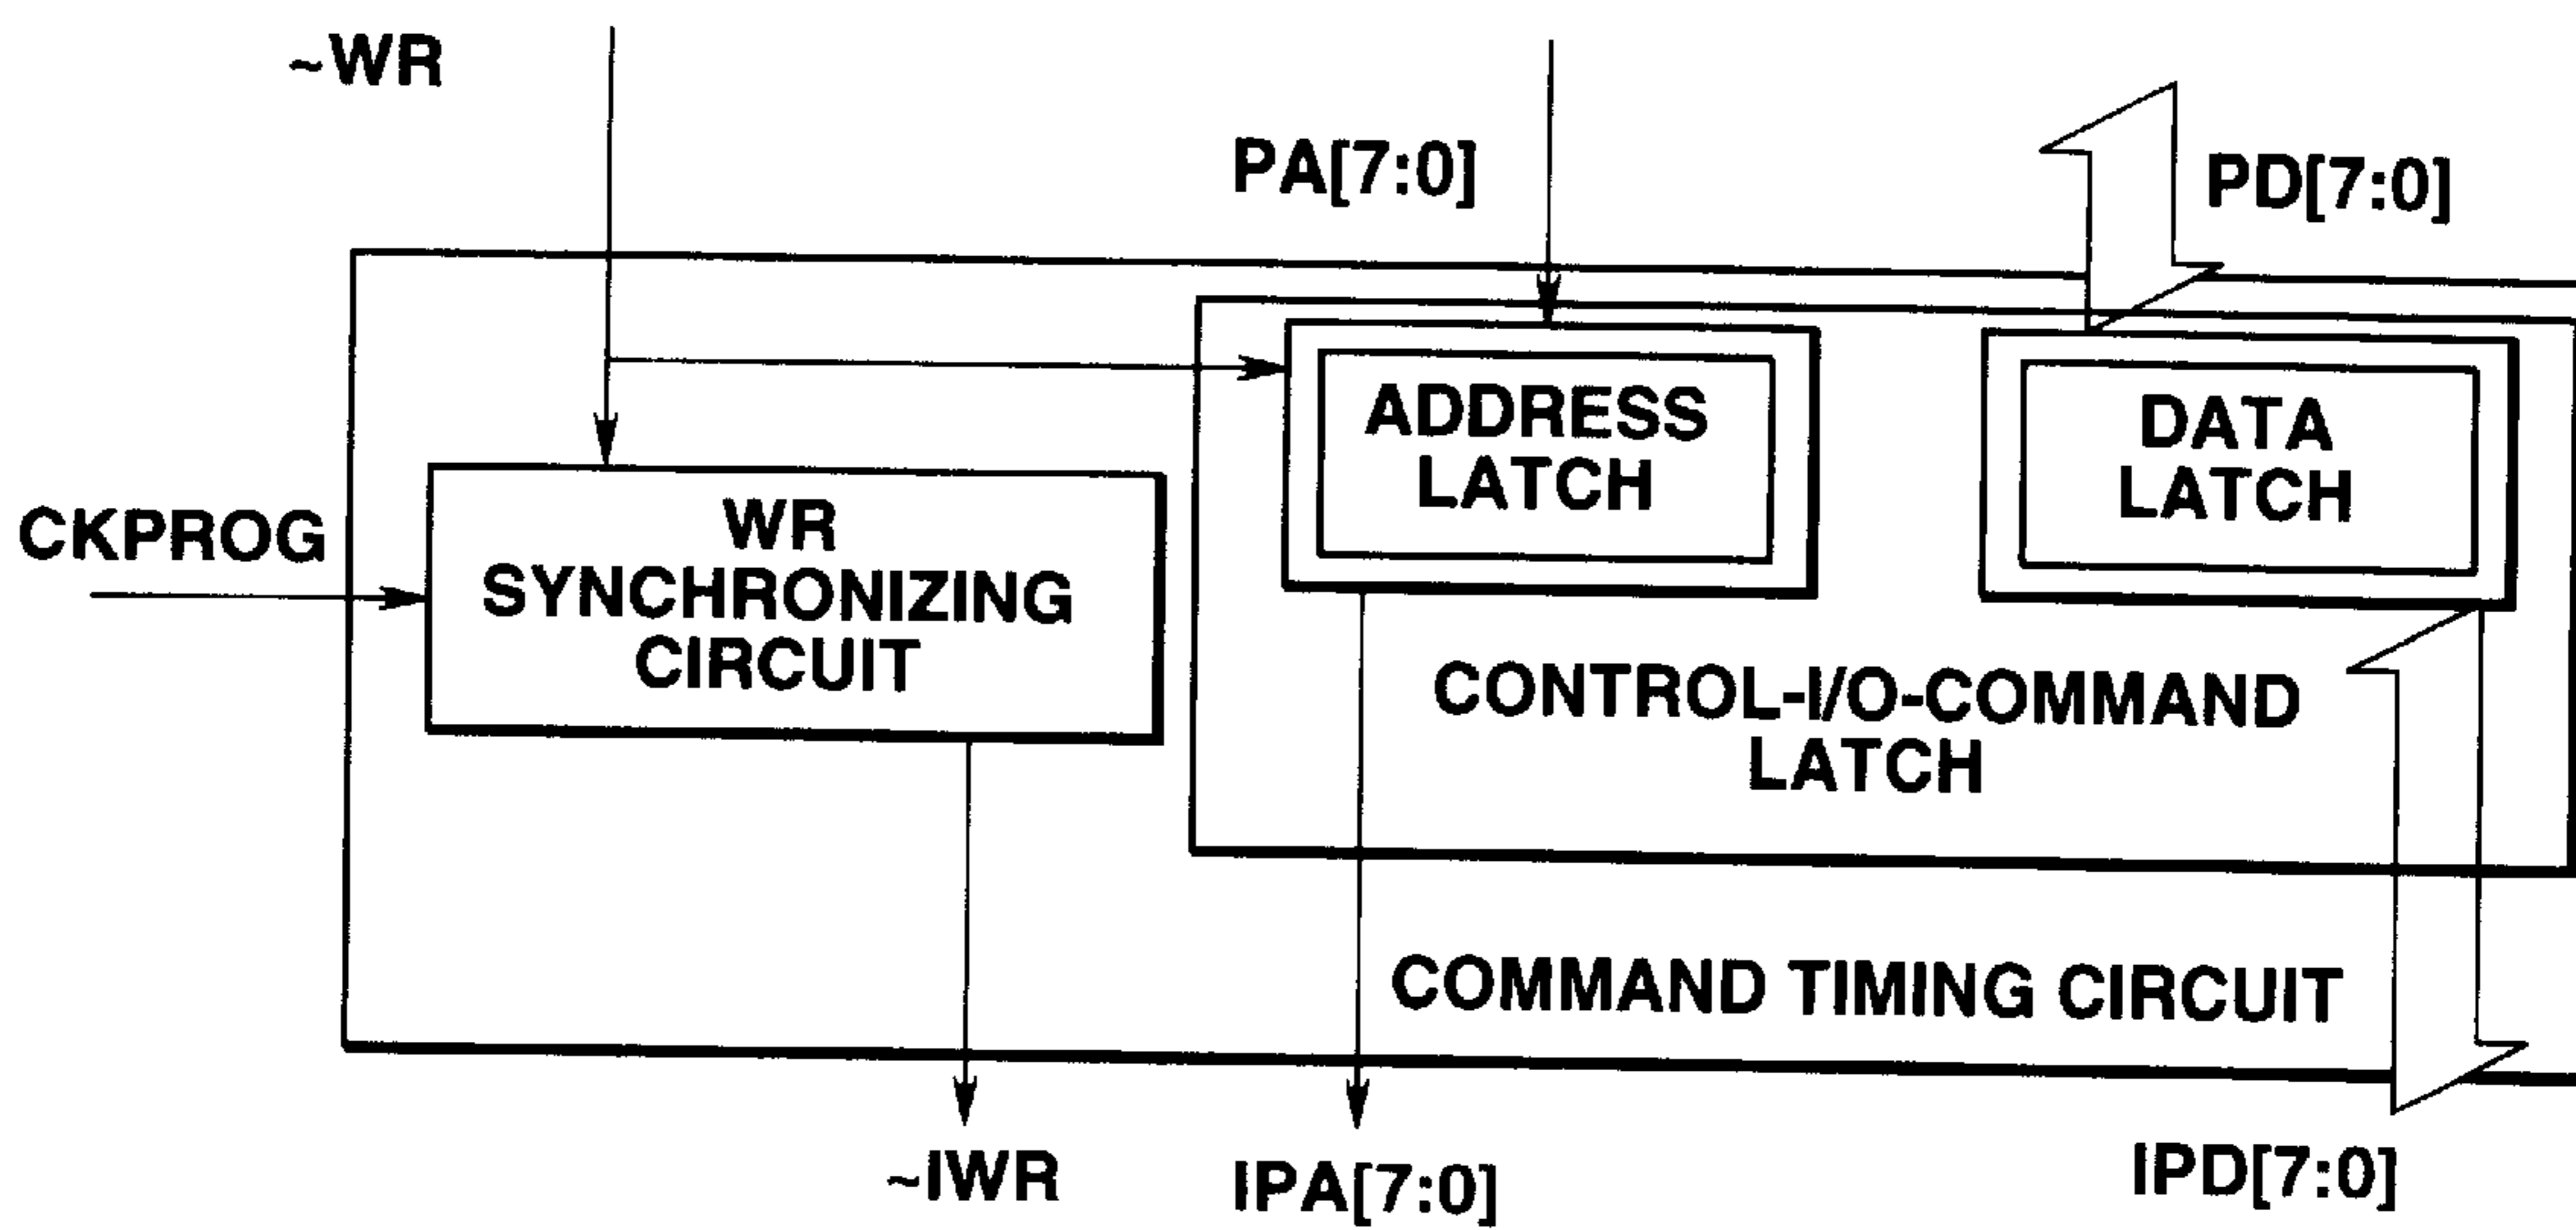 ~WR
PA[7:0]
PD[7:0]
CKPROG
WR
SYNCHRONIZING
CIRCUIT
ADDRESS
LATCH
DATA
LATCH
CONTROL-I/O-COMMAND
LATCH
COMMAND TIMING CIRCUIT
~IWR
IPA[7:0]
IPD[7:0]